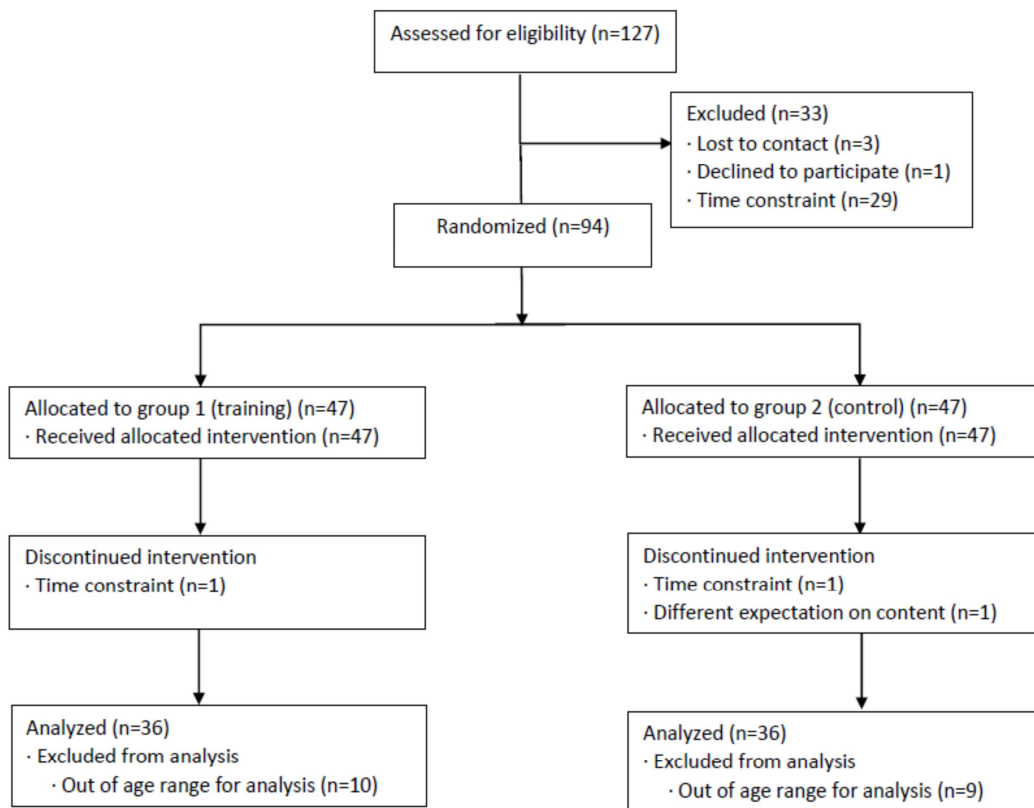 Assessed for eligibility (n=127)
Excluded (n=33)
· Lost to contact (n=3)
· Declined to participate (n=1)
· Time constraint (n=29)
Randomized (n=94)
Allocated to group 1 (training) (n=47)
· Received allocated intervention (n=47)
Allocated to group 2 (control) (n=47)
· Received allocated intervention (n=47)
Discontinued intervention
· Time constraint (n=1)
Discontinued intervention
· Time constraint (n=1)
· Different expectation on content (n=1)
Analyzed (n=36)
· Excluded from analysis
· Out of age range for analysis (n=10)
Analyzed (n=36)
· Excluded from analysis
· Out of age range for analysis (n=9)